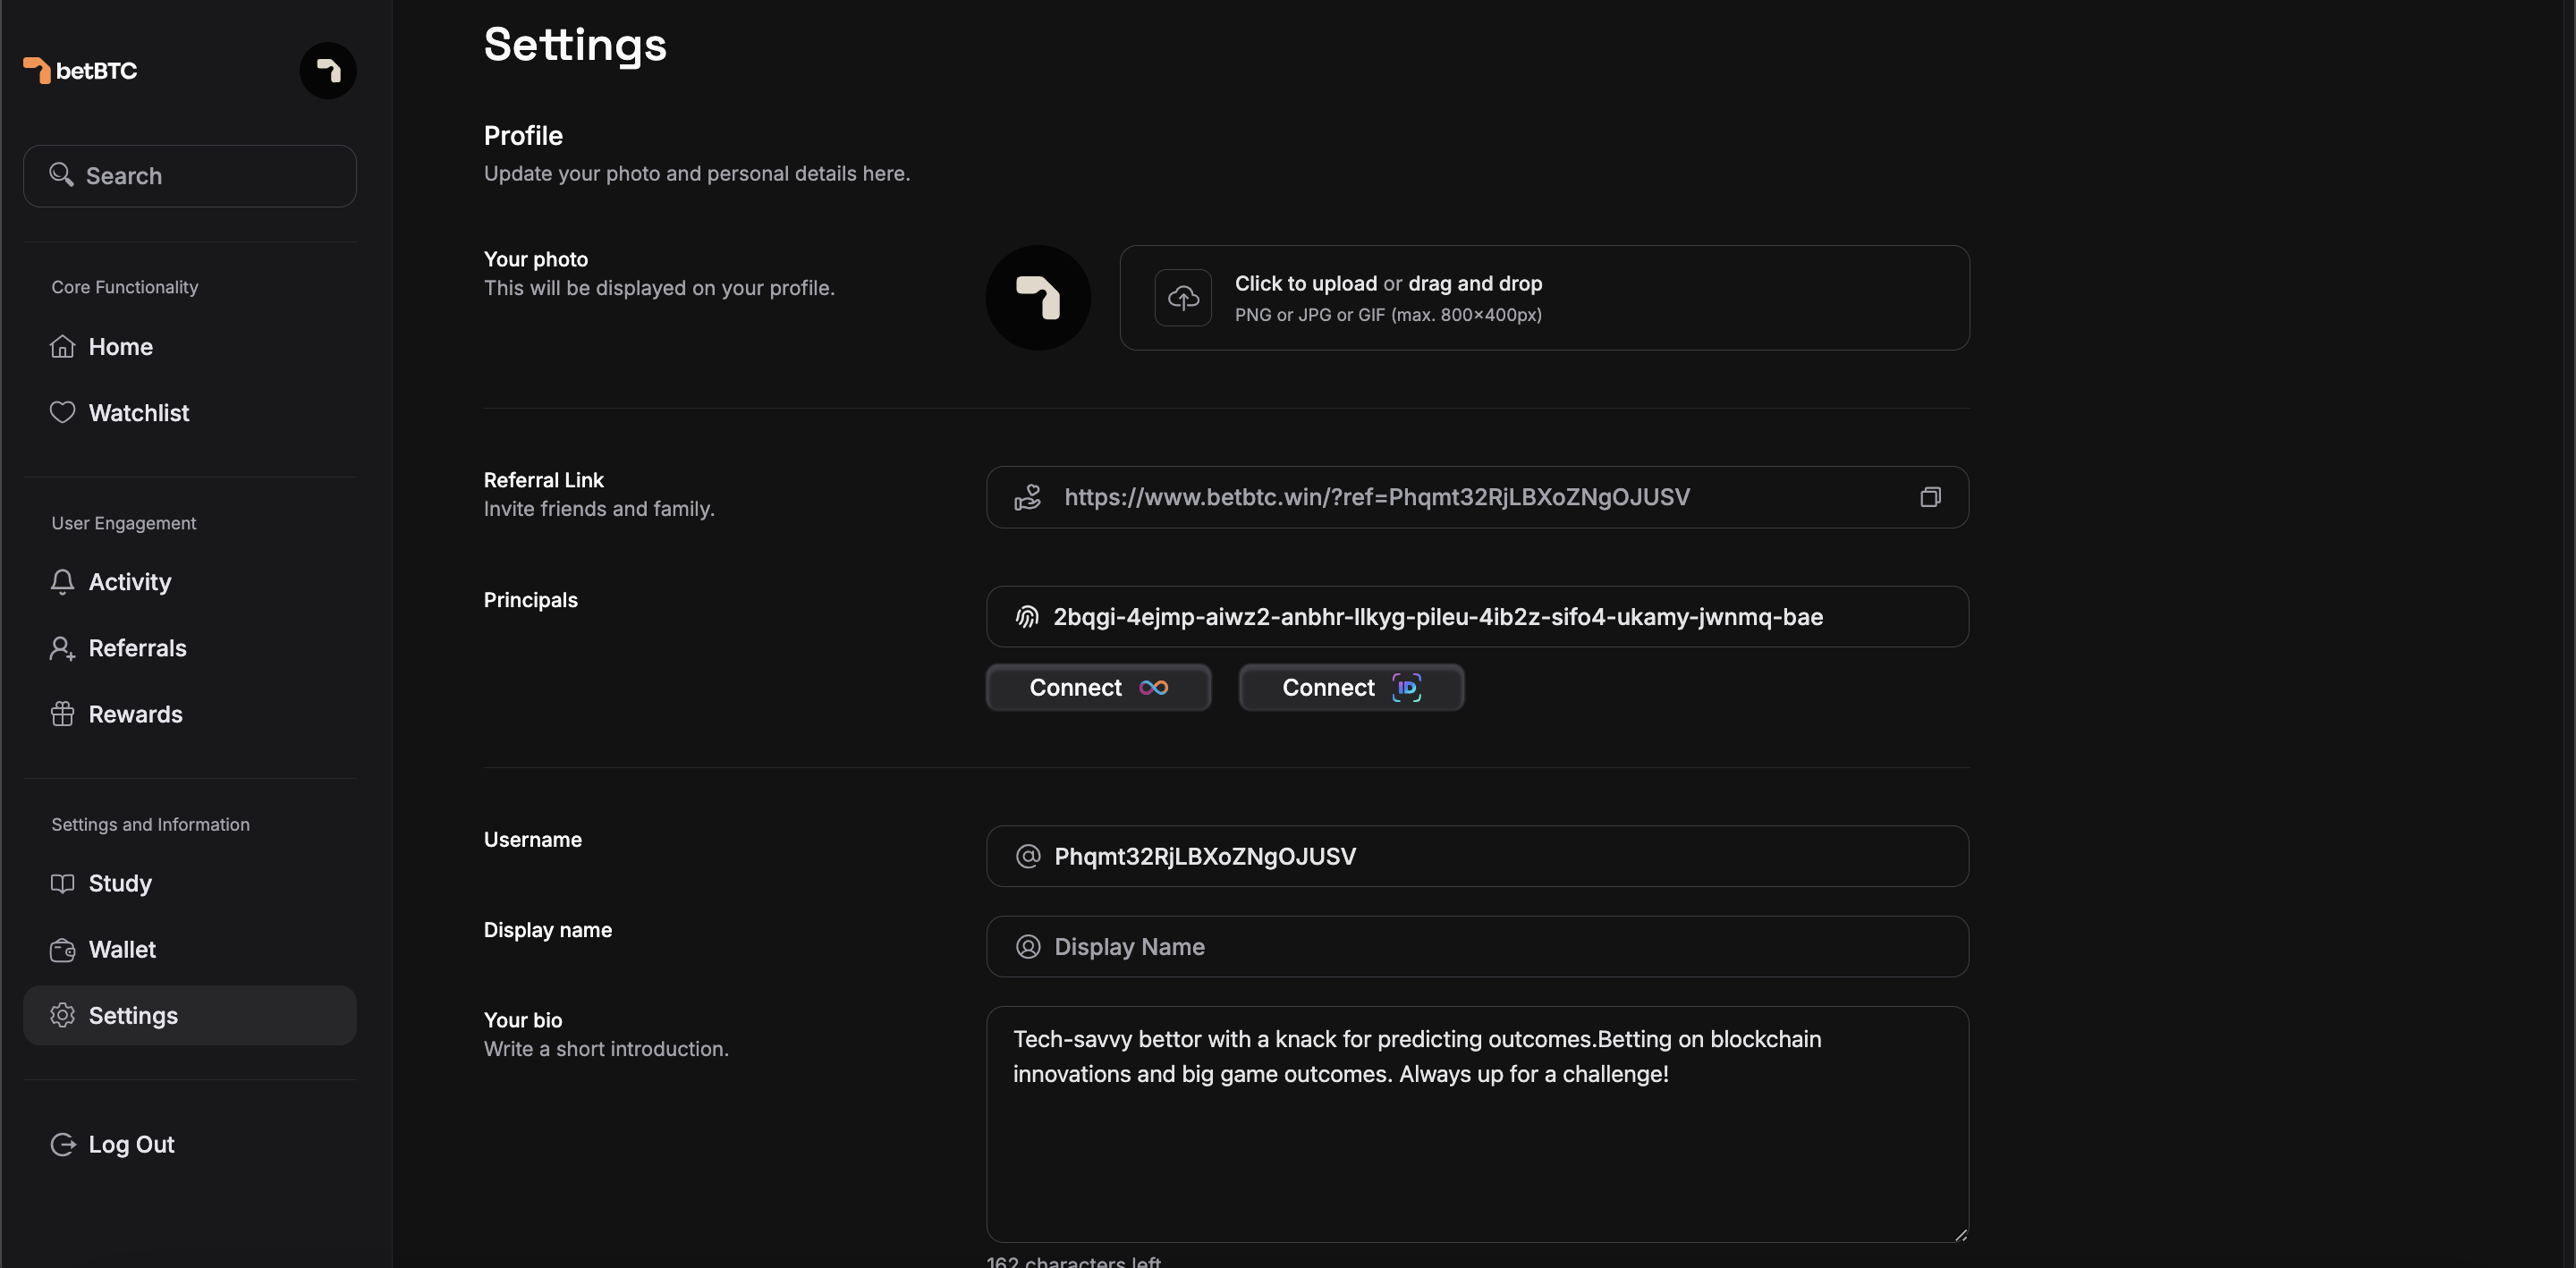 betBTC
Search
Core Functionality
Home
Watchlist
User Engagement
Activity
Referrals
Rewards
Settings and Information
Study
Wallet
Settings
Log Out
Settings
Profile
Update your photo and personal details here.
Your photo
This will be displayed on your profile.
Click to upload or drag and drop
PNG or JPG or GIF (max. 800×400px)
Referral Link
Invite friends and family.
https://www.betbtc.win/?ref=Phqmt32RjLBXoZNgOJUSV
Principals
2bqgi-4ejmp-aiwz2-anbhr-llkyg-pileu-4ib2z-sifo4-ukamy-jwnmq-bae
Connect
Connect ID
Username
@ Phqmt32RjLBXoZNgOJUSV
Display name
Display Name
Your bio
Write a short introduction.
Tech-savvy bettor with a knack for predicting outcomes.Betting on blockchain
innovations and big game outcomes. Always up for a challenge!
162 characters left